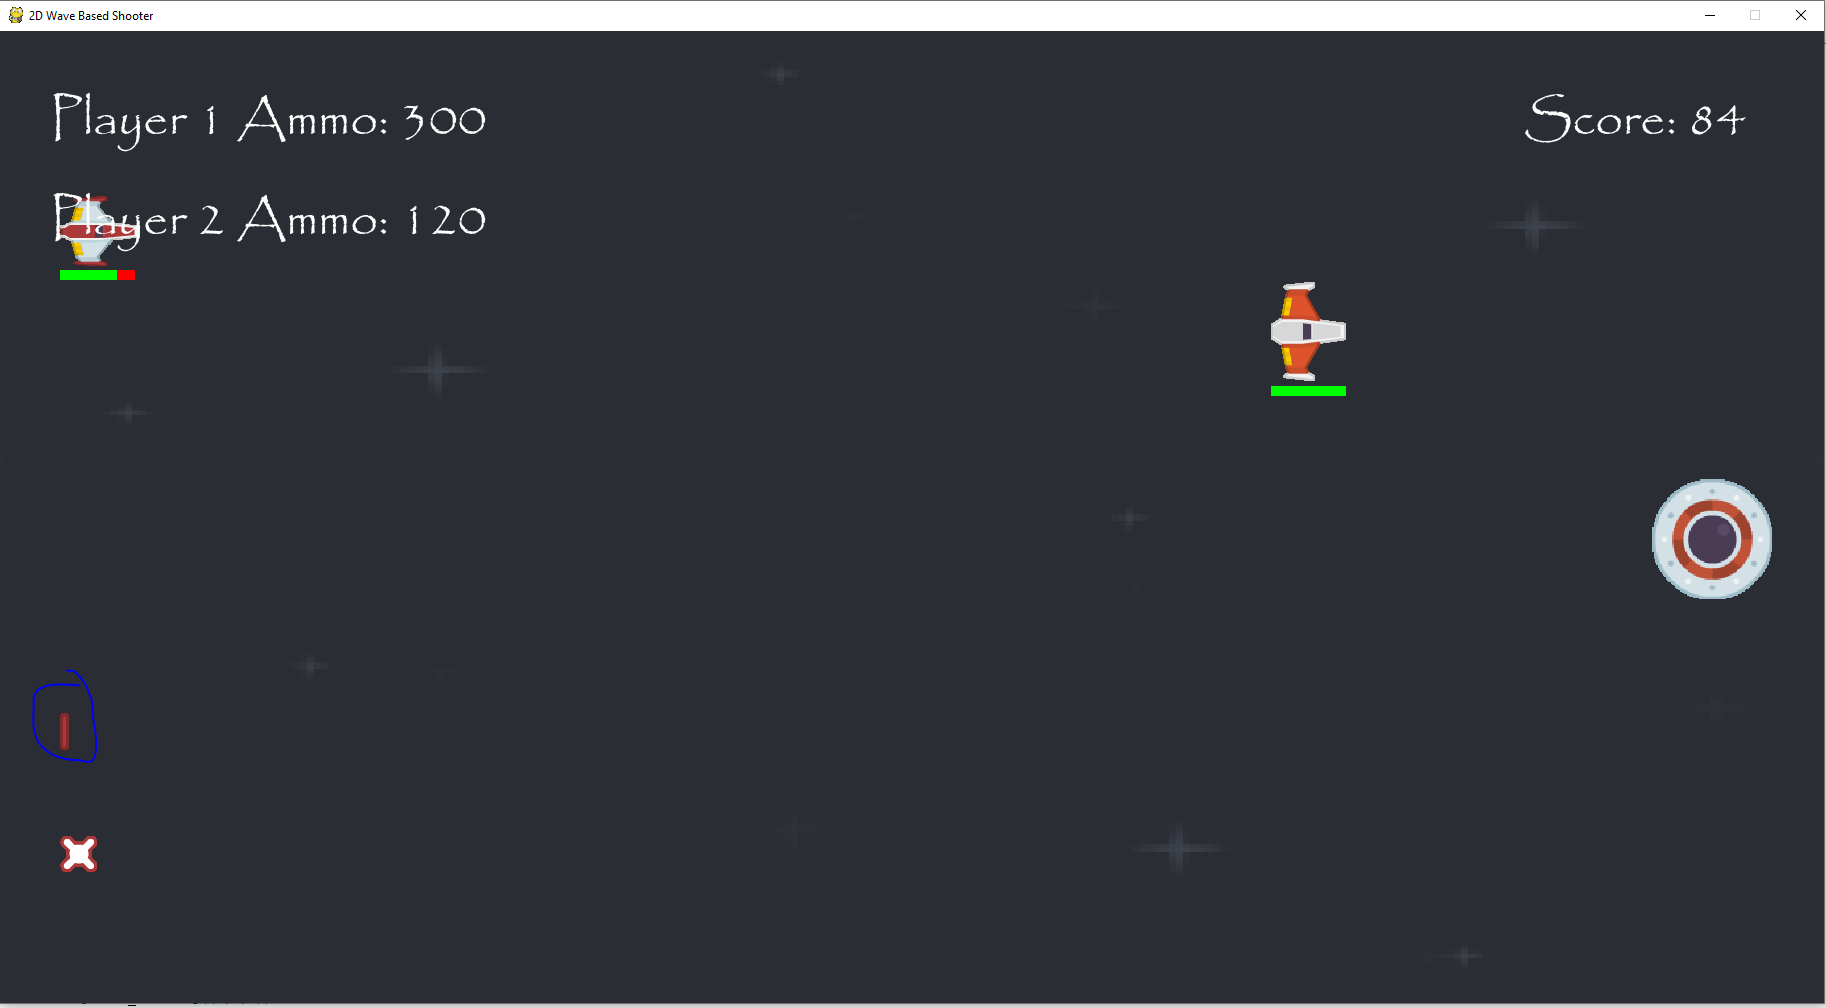 2D Wave Based Shooter
Player 1 Ammo: 300
Score: 84
Player 2 Ammo: 120